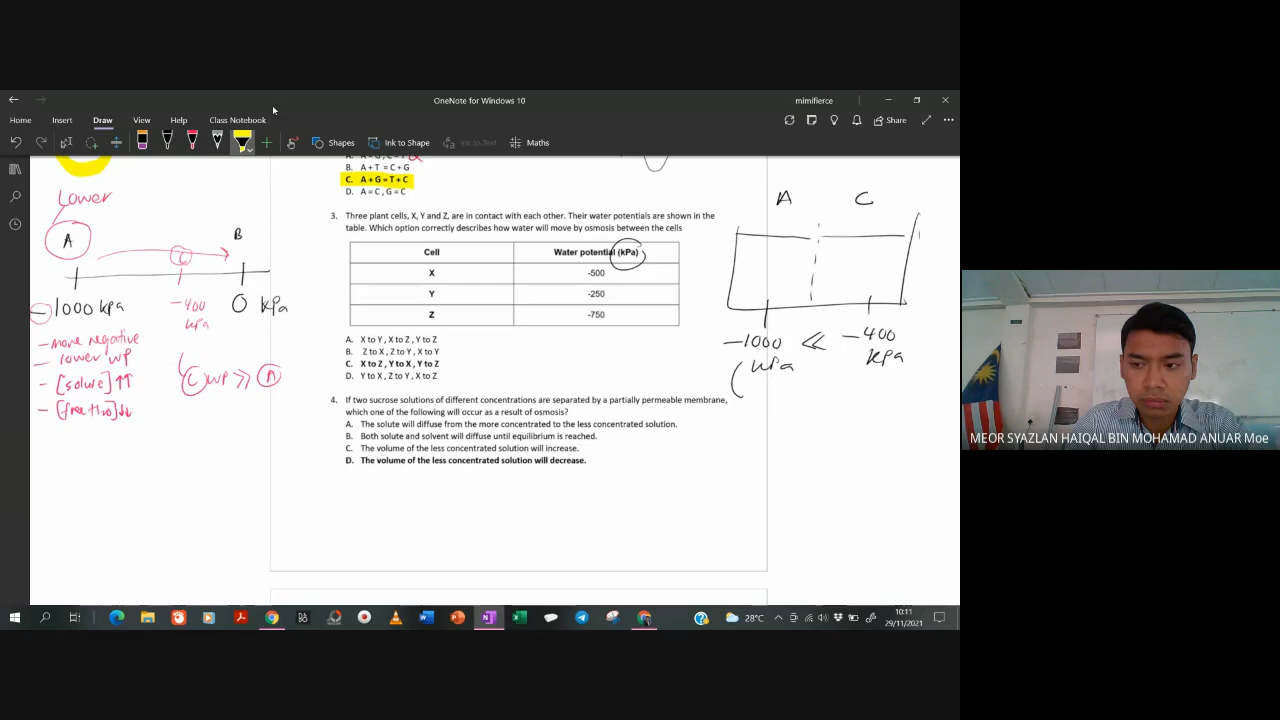 OneNote for Windows 10
mimifierce
Home Insert Draw View Help Class Notebook
Share
Shapes Ink to Shape Ink to Text Maths
B. A + T = C + G
C. A + G = T + C
D. A = C , G = C
Lower
A
C
B
-1000 kpa
-400 kpa
0 kpa
- more negative
- lower WP
- [solute] ↑↑
C WP >> A
3. Three plant cells, X, Y and Z, are in contact with each other. Their water potentials are shown in the
table. Which option correctly describes how water will move by osmosis between the cells
Cell Water potential (kPa)
X -500
Y -250
Z -750
A. X to Y , X to Z , Y to Z
B. Z to X , Z to Y , X to Y
C. X to Z , Y to X , Y to Z
D. Y to X , Z to Y , X to Z
4. If two sucrose solutions of different concentrations are separated by a partially permeable membrane,
which one of the following will occur as a result of osmosis?
A. The solute will diffuse from the more concentrated to the less concentrated solution.
B. Both solute and solvent will diffuse until equilibrium is reached.
C. The volume of the less concentrated solution will increase.
D. The volume of the less concentrated solution will decrease.
A C
-1000 << -400
kpa kpa
MEOR SYAZLAN HAIQAL BIN MOHAMAD ANUAR Moe
28°C
10:11
29/11/2021